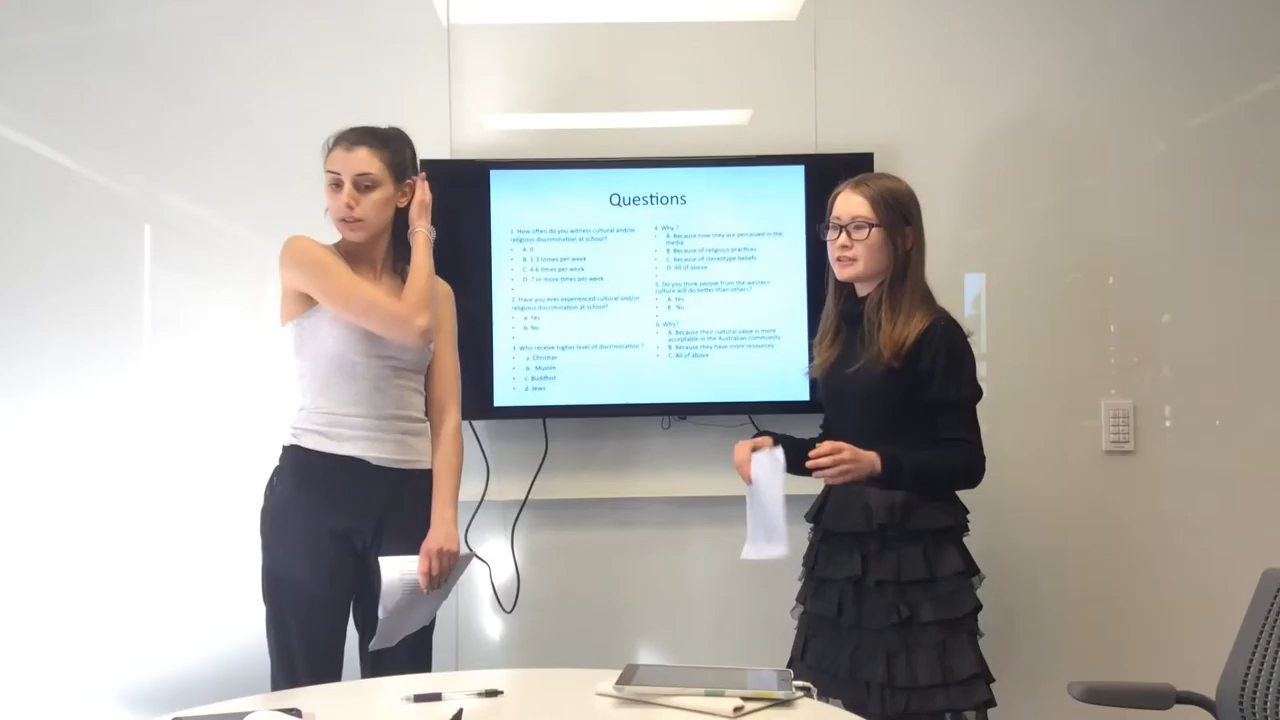 Questions
1 How often do you witness cultural and/or
religious discrimination at school?
• A. 0
• B. 1-3 tomes per week
• C. 4-6 times per week
• D. 7 or more times per week
•
2. Have you ever experienced cultural and/or
religious discrimination at school?
• a. Yes
• b. No
•
3 Who receive higher level of discrimination ?
• a. Christian
• b. Muslim
• c. Buddhist
• d. Jews
4. Why ?
• A. Because how they are perceived in the
media
• B. Because of religious practices
• C. Because of stereotype beliefs
• D. All of above
•
5. Do you think people from the western
culture will do better than others?
• A. Yes
• B. No
•
6. Why?
• A. Because their cultural value is more
acceptable in the Australian community
• B. Because they have more resources
• C. All of above